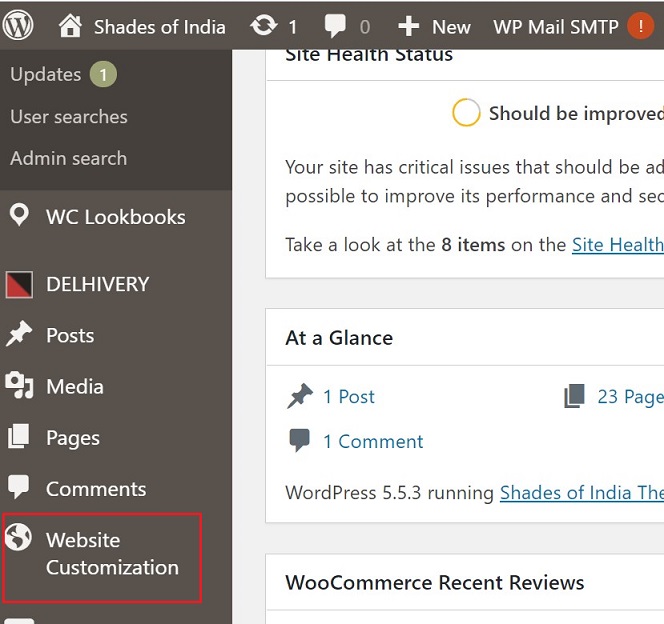 Shades of India 1 0 New WP Mail SMTP !
Updates 1
User searches
Admin search
WC Lookbooks
DELHIVERY
Posts
Media
Pages
Comments
Website
Customization
Site Health Status
Should be improved
Your site has critical issues that should be ad
possible to improve its performance and sec
Take a look at the 8 items on the Site Health
At a Glance
1 Post
23 Page
1 Comment
WordPress 5.5.3 running Shades of India The
WooCommerce Recent Reviews